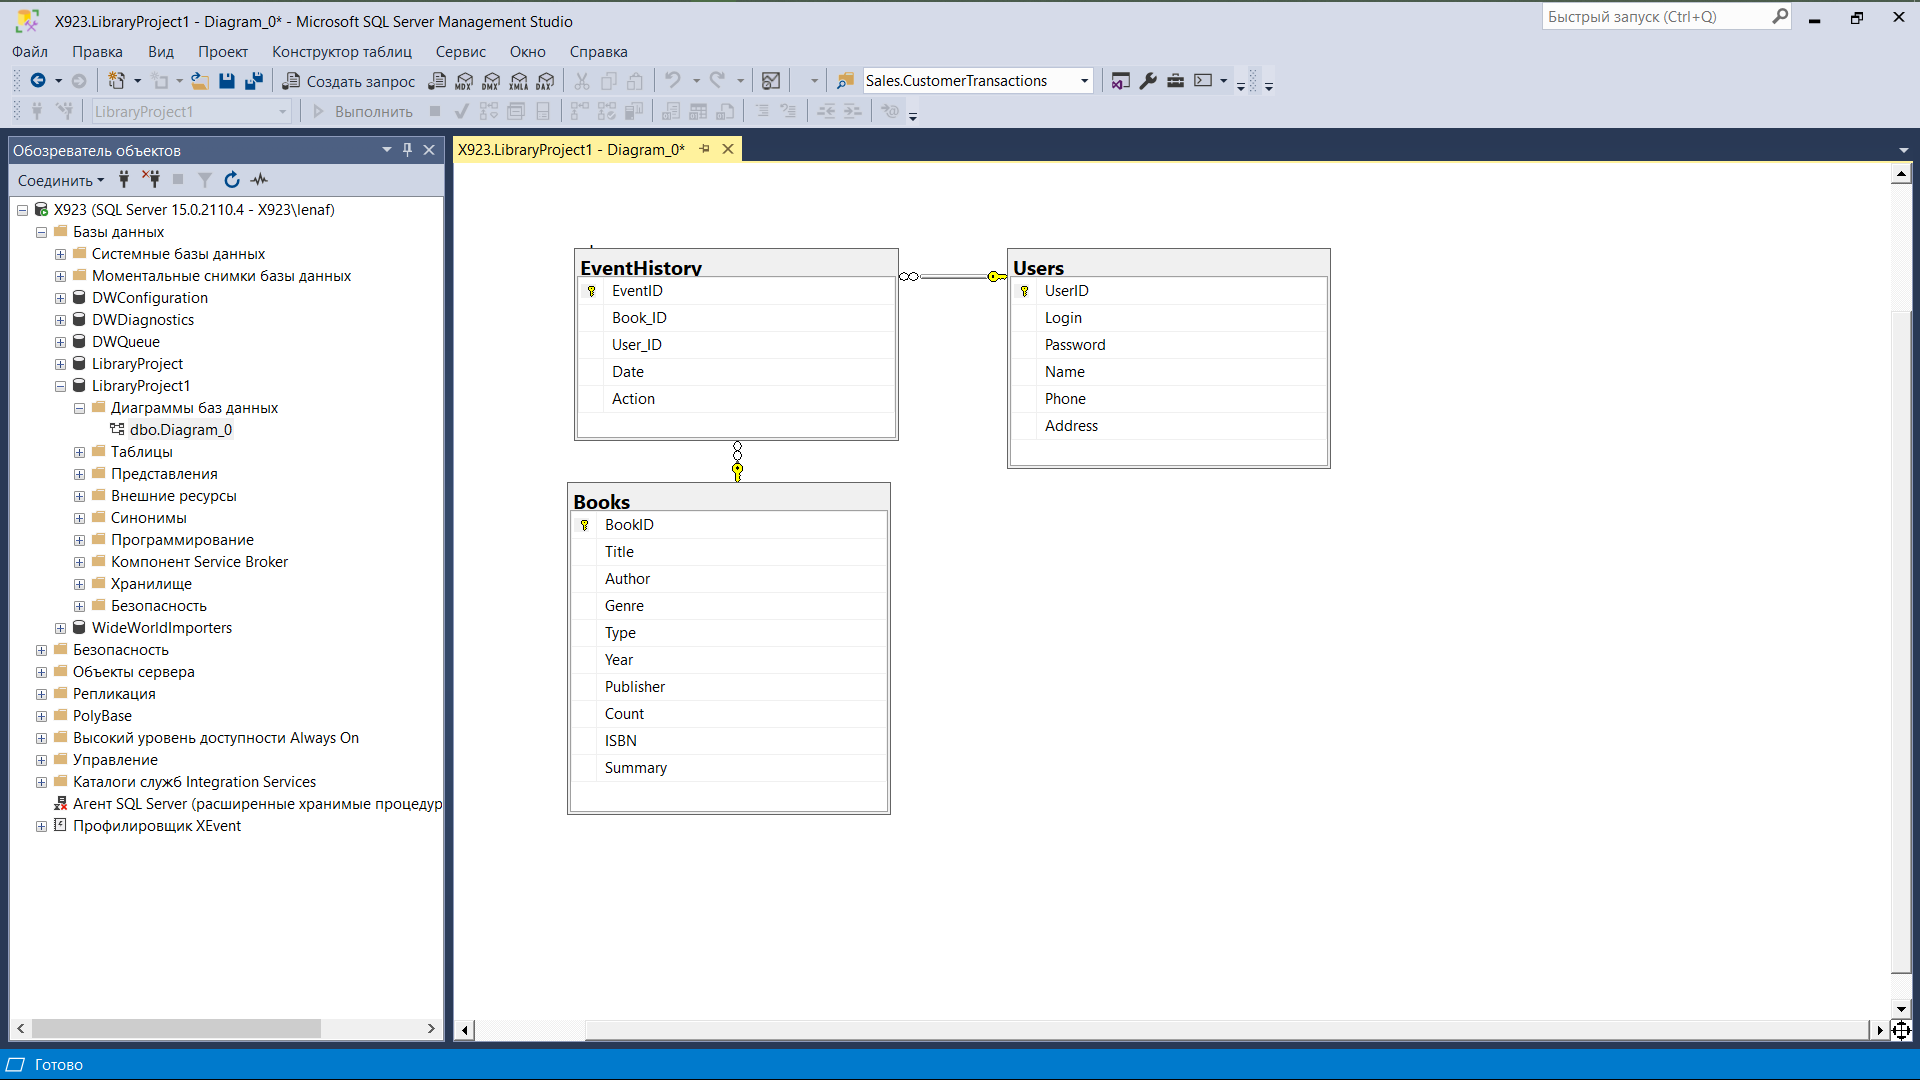 X923.LibraryProject1 - Diagram_0* - Microsoft SQL Server Management Studio
Быстрый запуск (Ctrl+Q)
Файл Правка Вид Проект Конструктор таблиц Сервис Окно Справка
Создать запрос
MDX DMX XMLA DAX
Sales.CustomerTransactions
LibraryProject1
Выполнить
Обозреватель объектов
Соединить
X923 (SQL Server 15.0.2110.4 - X923\lenaf)
Базы данных
Системные базы данных
Моментальные снимки базы данных
DWConfiguration
DWDiagnostics
DWQueue
LibraryProject
LibraryProject1
Диаграммы баз данных
dbo.Diagram_0
Таблицы
Представления
Внешние ресурсы
Синонимы
Программирование
Компонент Service Broker
Хранилище
Безопасность
WideWorldImporters
Безопасность
Объекты сервера
Репликация
PolyBase
Высокий уровень доступности Always On
Управление
Каталоги служб Integration Services
Агент SQL Server (расширенные хранимые процедур
Профилировщик XEvent
X923.LibraryProject1 - Diagram_0*
EventHistory
EventID
Book_ID
User_ID
Date
Action
Users
UserID
Login
Password
Name
Phone
Address
Books
BookID
Title
Author
Genre
Type
Year
Publisher
Count
ISBN
Summary
Готово